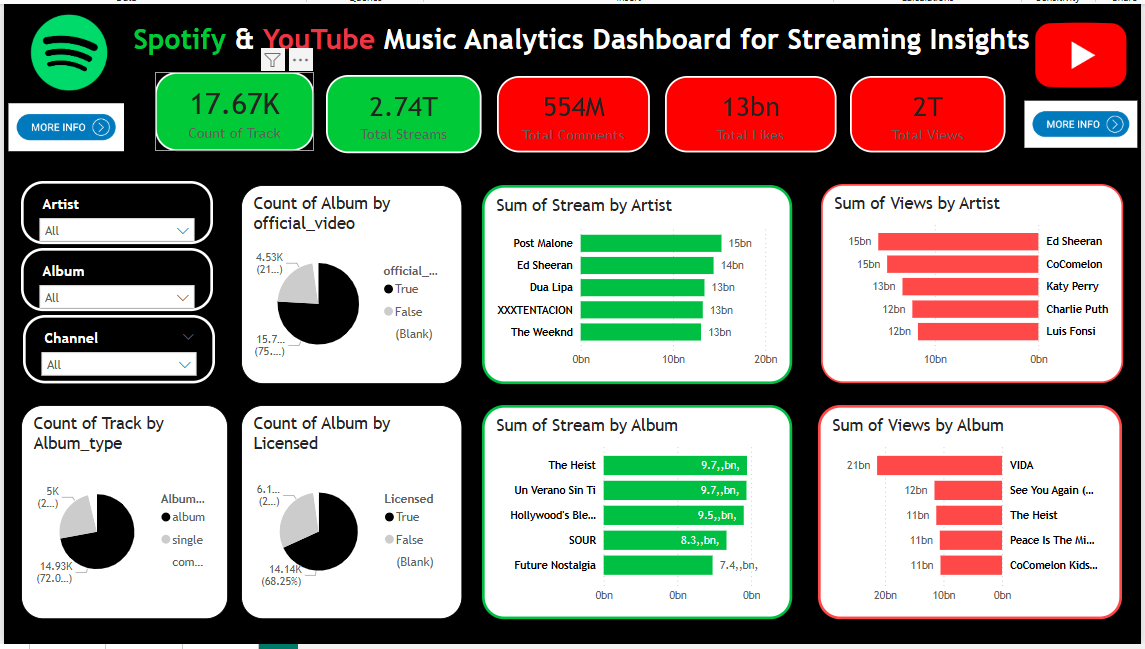 Spotify & YouTube Music Analytics Dashboard for Streaming Insights
MORE INFO
17.67K
Count of Track
2.74T
Total Streams
554M
Total Comments
13bn
Total Likes
2T
Total Views
MORE INFO
Artist
All
Album
All
Channel
All
Count of Album by
official_video
4.53K
(21...)
15.7...
(75....)
official_...
True
False
(Blank)
Sum of Stream by Artist
Post Malone 15bn
Ed Sheeran 14bn
Dua Lipa 13bn
XXXTENTACION 13bn
The Weeknd 13bn
0bn 10bn 20bn
Sum of Views by Artist
15bn Ed Sheeran
15bn CoComelon
13bn Katy Perry
12bn Charlie Puth
12bn Luis Fonsi
10bn 0bn
Count of Track by
Album_type
5K
(2...)
14.93K
(72.0...)
Album...
album
single
com...
Count of Album by
Licensed
6.1...
(2...)
14.14K
(68.25%)
Licensed
True
False
(Blank)
Sum of Stream by Album
The Heist 9.7,,bn,
Un Verano Sin Ti 9.7,,bn,
Hollywood's Ble... 9.5,,bn,
SOUR 8.3,,bn,
Future Nostalgia 7.4,,bn,
0bn 0bn 0bn
Sum of Views by Album
21bn VIDA
12bn See You Again (...
11bn The Heist
11bn Peace Is The Mi...
11bn CoComelon Kids...
20bn 10bn 0bn